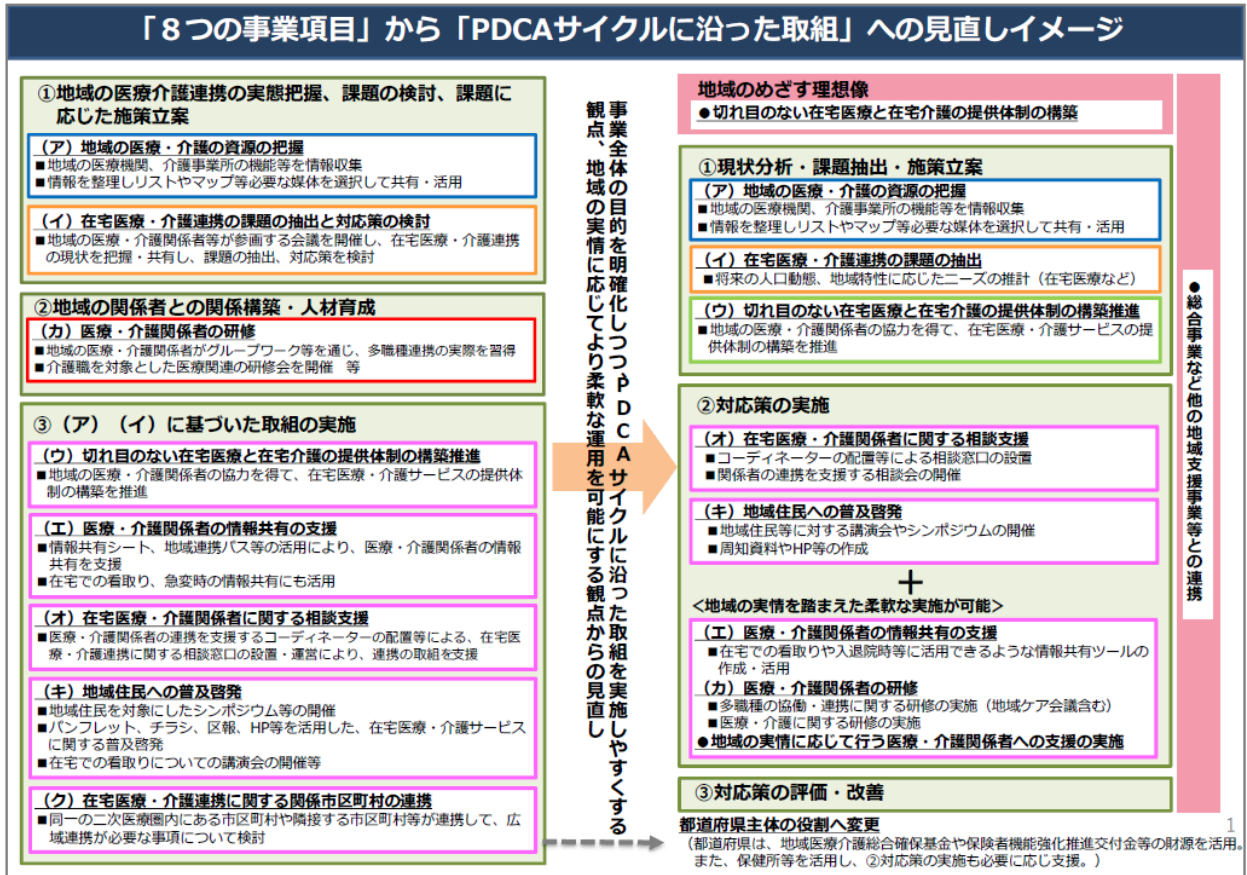 「８つの事業項目」から「PDCAサイクルに沿った取組」への見直しイメージ
①地域の医療介護連携の実態把握、課題の検討、課題に
応じた施策立案
（ア）地域の医療・介護の資源の把握
■地域の医療機関、介護事業所の機能等を情報収集
■情報を整理しリストやマップ等必要な媒体を選択して共有・活用
（イ）在宅医療・介護連携の課題の抽出と対応策の検討
■地域の医療・介護関係者等が参画する会議を開催し、在宅医療・介護連携
の現状を把握・共有し、課題の抽出、対応策を検討
②地域の関係者との関係構築・人材育成
（カ）医療・介護関係者の研修
■地域の医療・介護関係者がグループワーク等を通じ、多職種連携の実際を習得
■介護職を対象とした医療関連の研修会を開催　等
③（ア）（イ）に基づいた取組の実施
（ウ）切れ目のない在宅医療と在宅介護の提供体制の構築推進
■地域の医療・介護関係者の協力を得て、在宅医療・介護サービスの提供体
制の構築を推進
（エ）医療・介護関係者の情報共有の支援
■情報共有シート、地域連携パス等の活用により、医療・介護関係者の情報
共有を支援
■在宅での看取り、急変時の情報共有にも活用
（オ）在宅医療・介護関係者に関する相談支援
■医療・介護関係者の連携を支援するコーディネーターの配置等による、在宅医
療・介護連携に関する相談窓口の設置・運営により、連携の取組を支援
（キ）地域住民への普及啓発
■地域住民を対象にしたシンポジウム等の開催
■パンフレット、チラシ、区報、HP等を活用した、在宅医療・介護サービス
に関する普及啓発
■在宅での看取りについての講演会の開催等
（ク）在宅医療・介護連携に関する関係市区町村の連携
■同一の二次医療圏内にある市区町村や隣接する市区町村等が連携して、広
域連携が必要な事項について検討
事業全体の目的を明確化しつつ、PDCAサイクルに沿った取組を実施しやすくする
観点、地域の実情に応じてより柔軟な運用を可能にする観点からの見直し
地域のめざす理想像
●切れ目のない在宅医療と在宅介護の提供体制の構築
①現状分析・課題抽出・施策立案
（ア）地域の医療・介護の資源の把握
■地域の医療機関、介護事業所の機能等を情報収集
■情報を整理しリストやマップ等必要な媒体を選択して共有・活用
（イ）在宅医療・介護連携の課題の抽出
■将来の人口動態、地域特性に応じたニーズの推計（在宅医療など）
（ウ）切れ目のない在宅医療と在宅介護の提供体制の構築推進
■地域の医療・介護関係者の協力を得て、在宅医療・介護サービスの提
供体制の構築を推進
②対応策の実施
（オ）在宅医療・介護関係者に関する相談支援
■コーディネーターの配置等による相談窓口の設置
■関係者の連携を支援する相談会の開催
（キ）地域住民への普及啓発
■地域住民等に対する講演会やシンポジウムの開催
■周知資料やHP等の作成
＋
＜地域の実情を踏まえた柔軟な実施が可能＞
（エ）医療・介護関係者の情報共有の支援
■在宅での看取りや入退院時等に活用できるような情報共有ツールの
作成・活用
（カ）医療・介護関係者の研修
■多職種の協働・連携に関する研修の実施（地域ケア会議含む）
■医療・介護に関する研修の実施
●地域の実情に応じて行う医療・介護関係者への支援の実施
③対応策の評価・改善
●総合事業など他の地域支援事業等との連携
都道府県主体の役割へ変更
（都道府県は、地域医療介護総合確保基金や保険者機能強化推進交付金等の財源を活用。
また、保健所等を活用し、②対応策の実施も必要に応じ支援。）
1